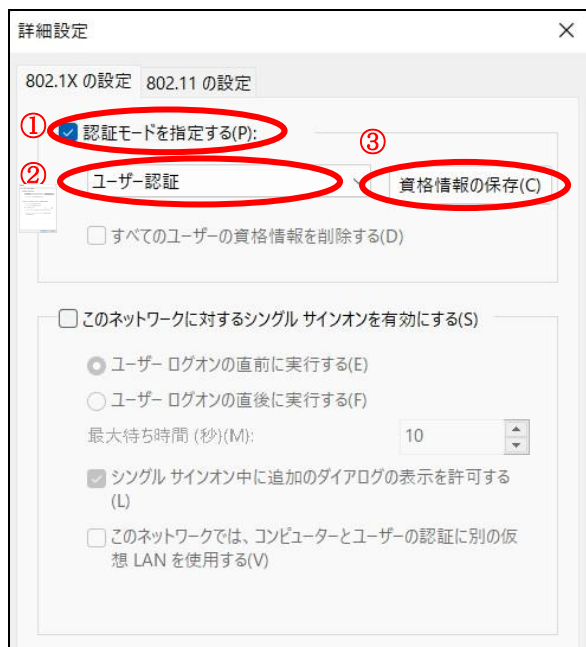 詳細設定
802.1X の設定 802.11 の設定
① 認証モードを指定する(P):
③
② ユーザー認証 資格情報の保存(C)
すべてのユーザーの資格情報を削除する(D)
このネットワークに対するシングル サインオンを有効にする(S)
ユーザー ログオンの直前に実行する(E)
ユーザー ログオンの直後に実行する(F)
最大待ち時間 (秒)(M): 10
シングル サインオン中に追加のダイアログの表示を許可する
(L)
このネットワークでは、コンピューターとユーザーの認証に別の仮
想 LAN を使用する(V)